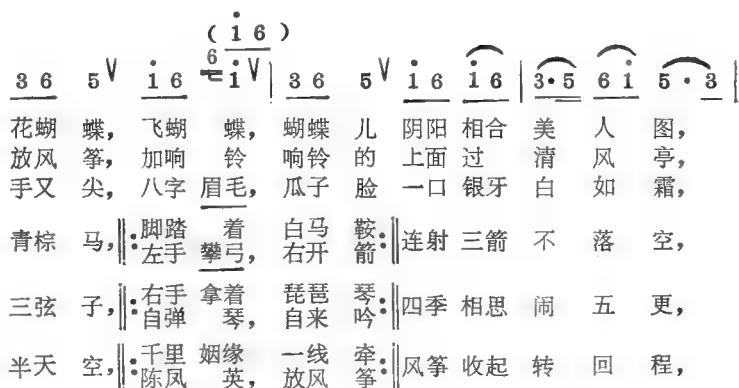 ( i 6 )
3 6 5 V i 6 6 i V | 3 6 5 V i 6 i 6 | 3·5 6 i 5·3 |
花蝴 蝶, 飞蝴 蝶, 蝴蝶 儿 阴阳 相合 美 人 图,
放风 筝, 加响 铃 响铃 的 上面 过 清 风 亭,
手又 尖, 八字 眉毛, 瓜子 脸 一口 银牙 白 如 霜,
青棕 马,‖: 脚踏 着 白马 鞍 :‖ 连射 三箭 不 落 空,
左手 攀弓, 右开 箭
三弦 子,‖: 右手 拿着 琵琶 琴 :‖ 四季 相思 闹 五 更,
自弹 琴, 自来 吟
半天 空,‖: 千里 姻缘 一线 牵 :‖ 风筝 收起 转 回 程,
陈凤 英, 放风 筝